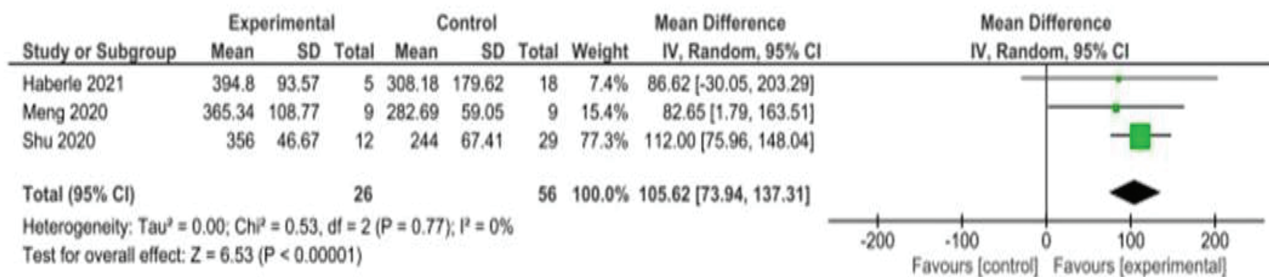 Experimental Control Mean Difference Mean Difference
Study or Subgroup Mean SD Total Mean SD Total Weight IV, Random, 95% CI IV, Random, 95% CI
Haberle 2021 394.8 93.57 5 308.18 179.62 18 7.4% 86.62 [-30.05, 203.29]
Meng 2020 365.34 108.77 9 282.69 59.05 9 15.4% 82.65 [1.79, 163.51]
Shu 2020 356 46.67 12 244 67.41 29 77.3% 112.00 [75.96, 148.04]
Total (95% CI) 26 56 100.0% 105.62 [73.94, 137.31]
Heterogeneity: Tau² = 0.00; Chi² = 0.53, df = 2 (P = 0.77); I² = 0%
Test for overall effect: Z = 6.53 (P < 0.00001)
-200 -100 0 100 200
Favours [control] Favours [experimental]